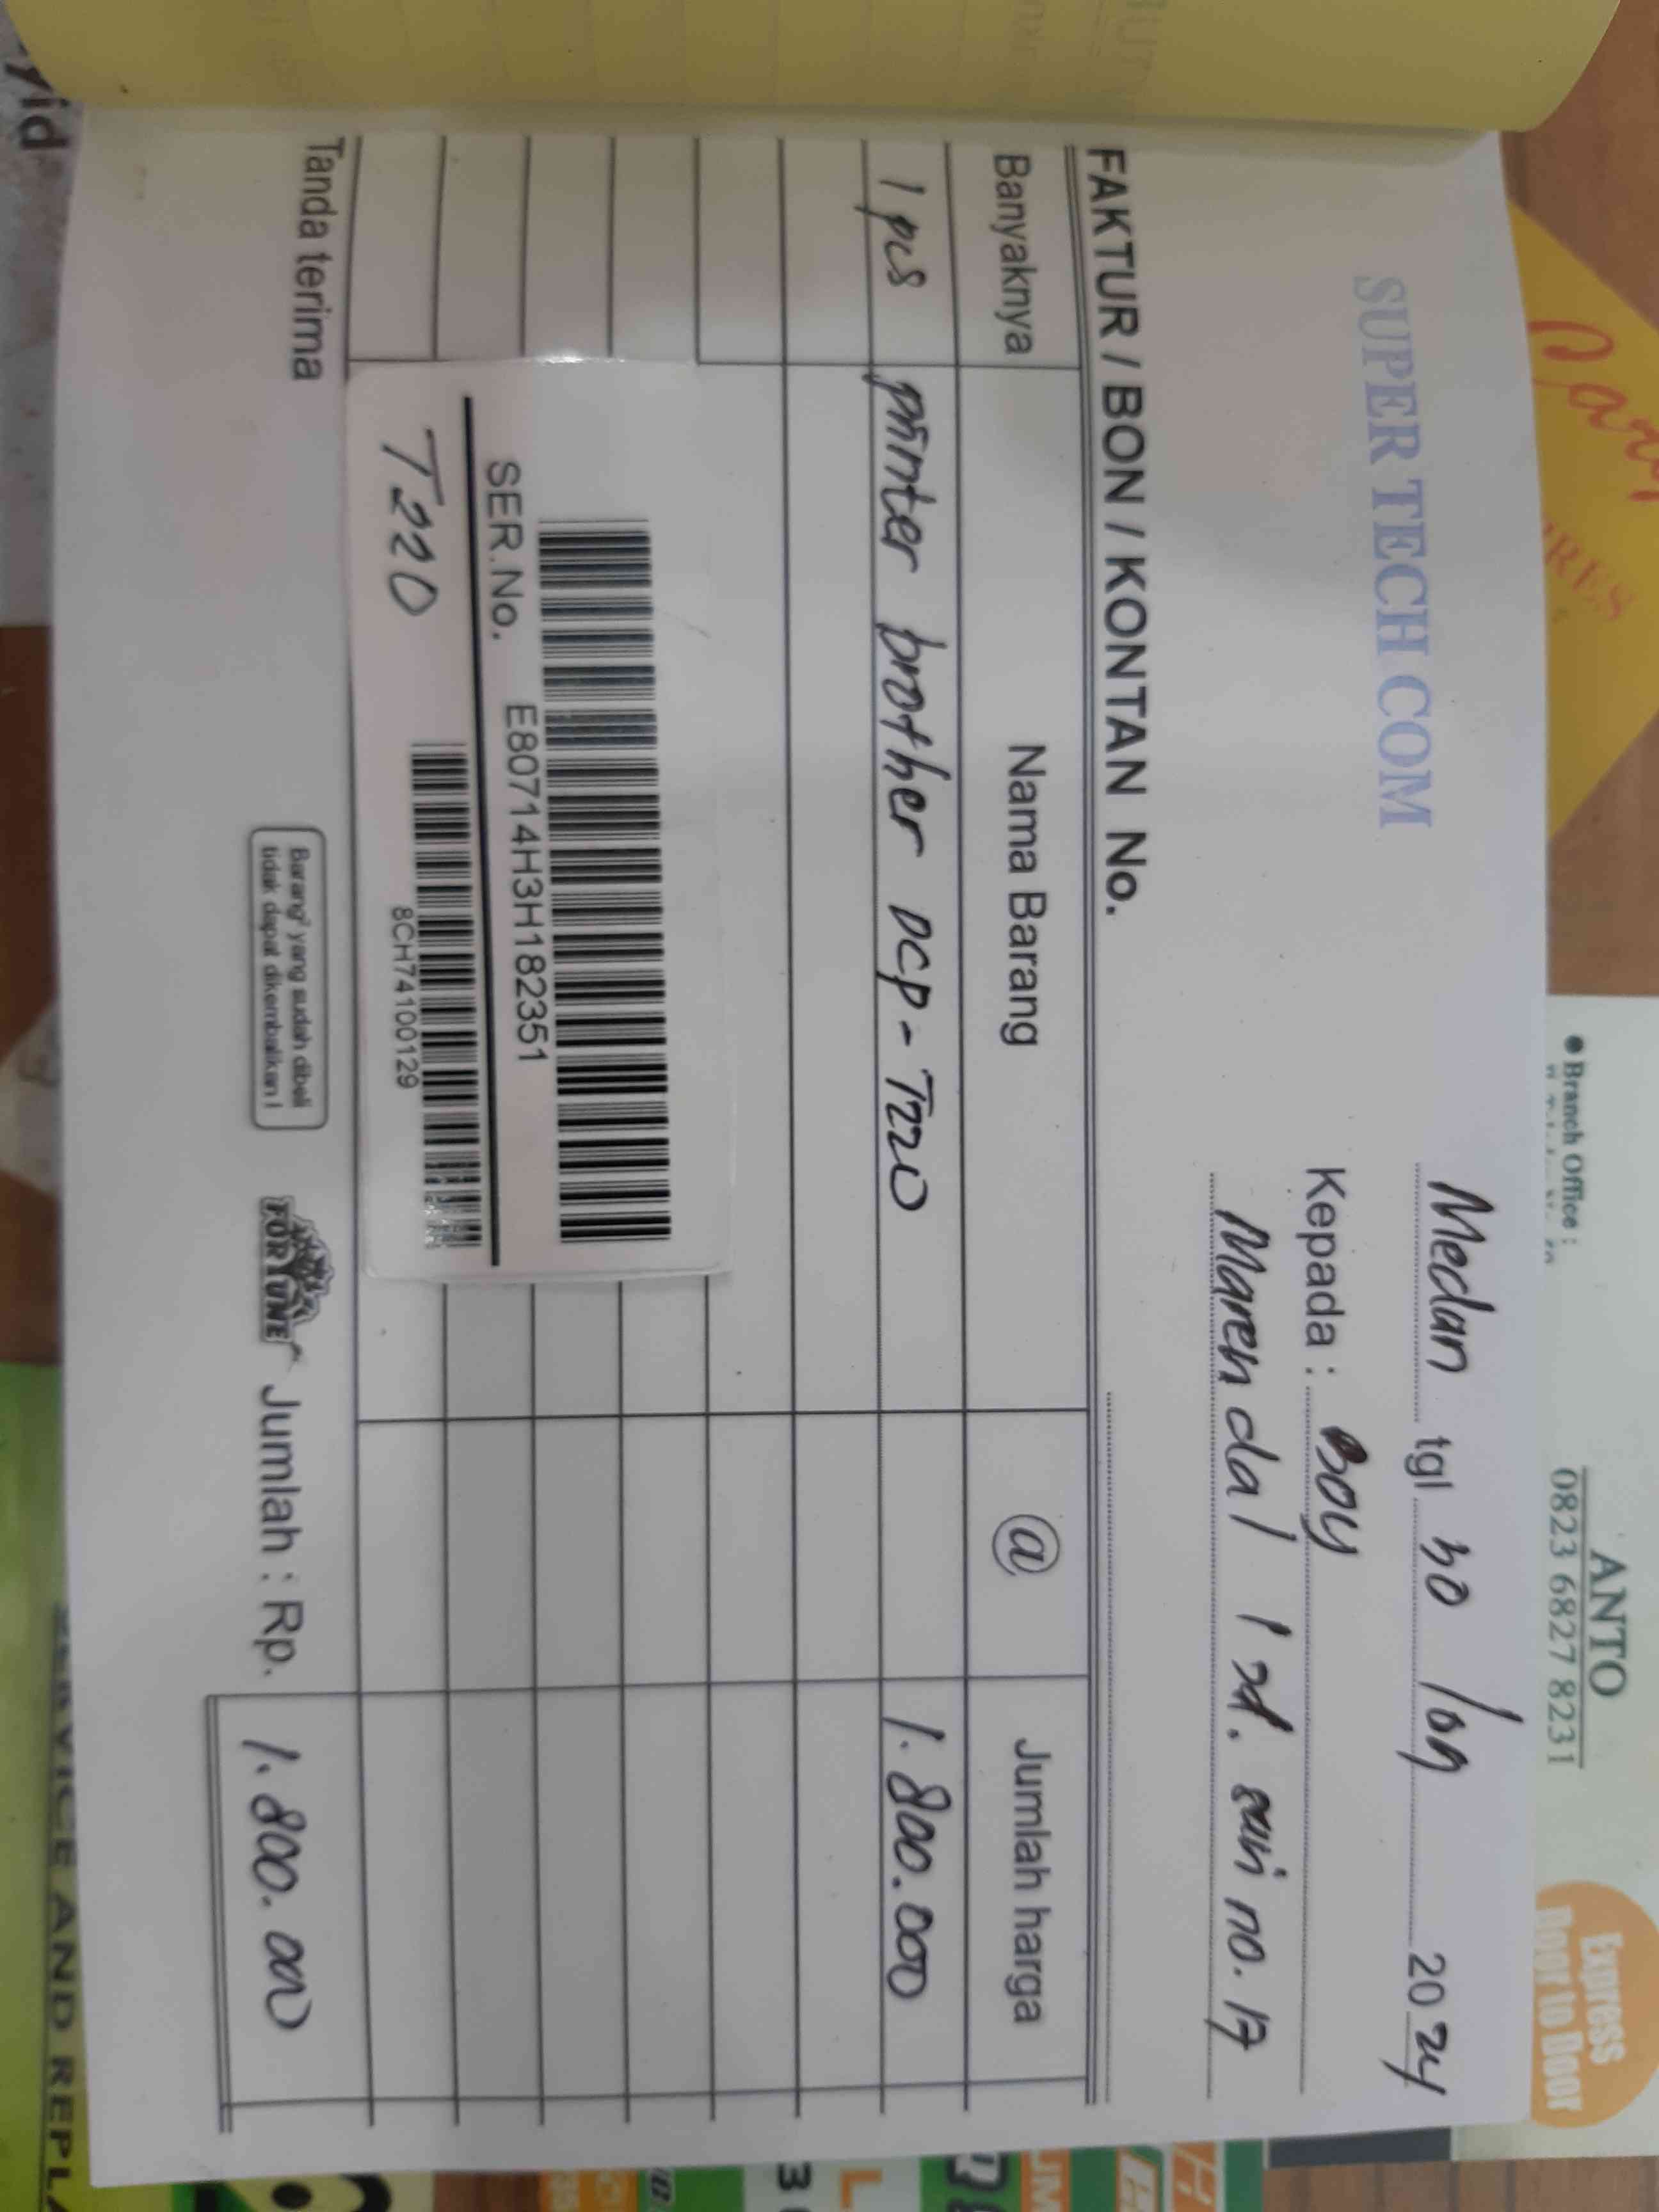 SUPER TECH COM
Medan tgl 30/09 2024
Kepada : Boy
Marendal 1 no. 17
FAKTUR / BON / KONTAN No.
Banyaknya Nama Barang @ Jumlah harga
1 pcs printer brother DCP-T220 1.800.000
SER.No. E80714H3H182351
T220 8CH74100129
Tanda terima
Barang² yang sudah dibeli
tidak dapat dikembalikan !
FORTUNE
Jumlah : Rp. 1.800.000
Branch Office :
ANTO
0823 6827 8231
Express
Door to Door